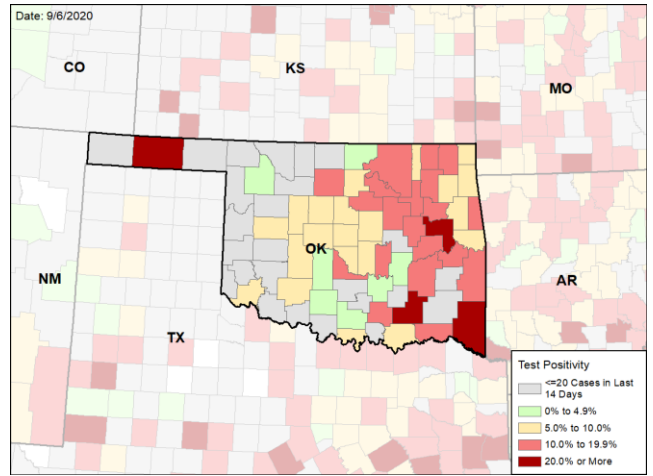 Date: 9/6/2020
CO
KS
MO
OK
NM
AR
TX
Test Positivity
<=20 Cases in Last
14 Days
0% to 4.9%
5.0% to 10.0%
10.0% to 19.9%
20.0% or More